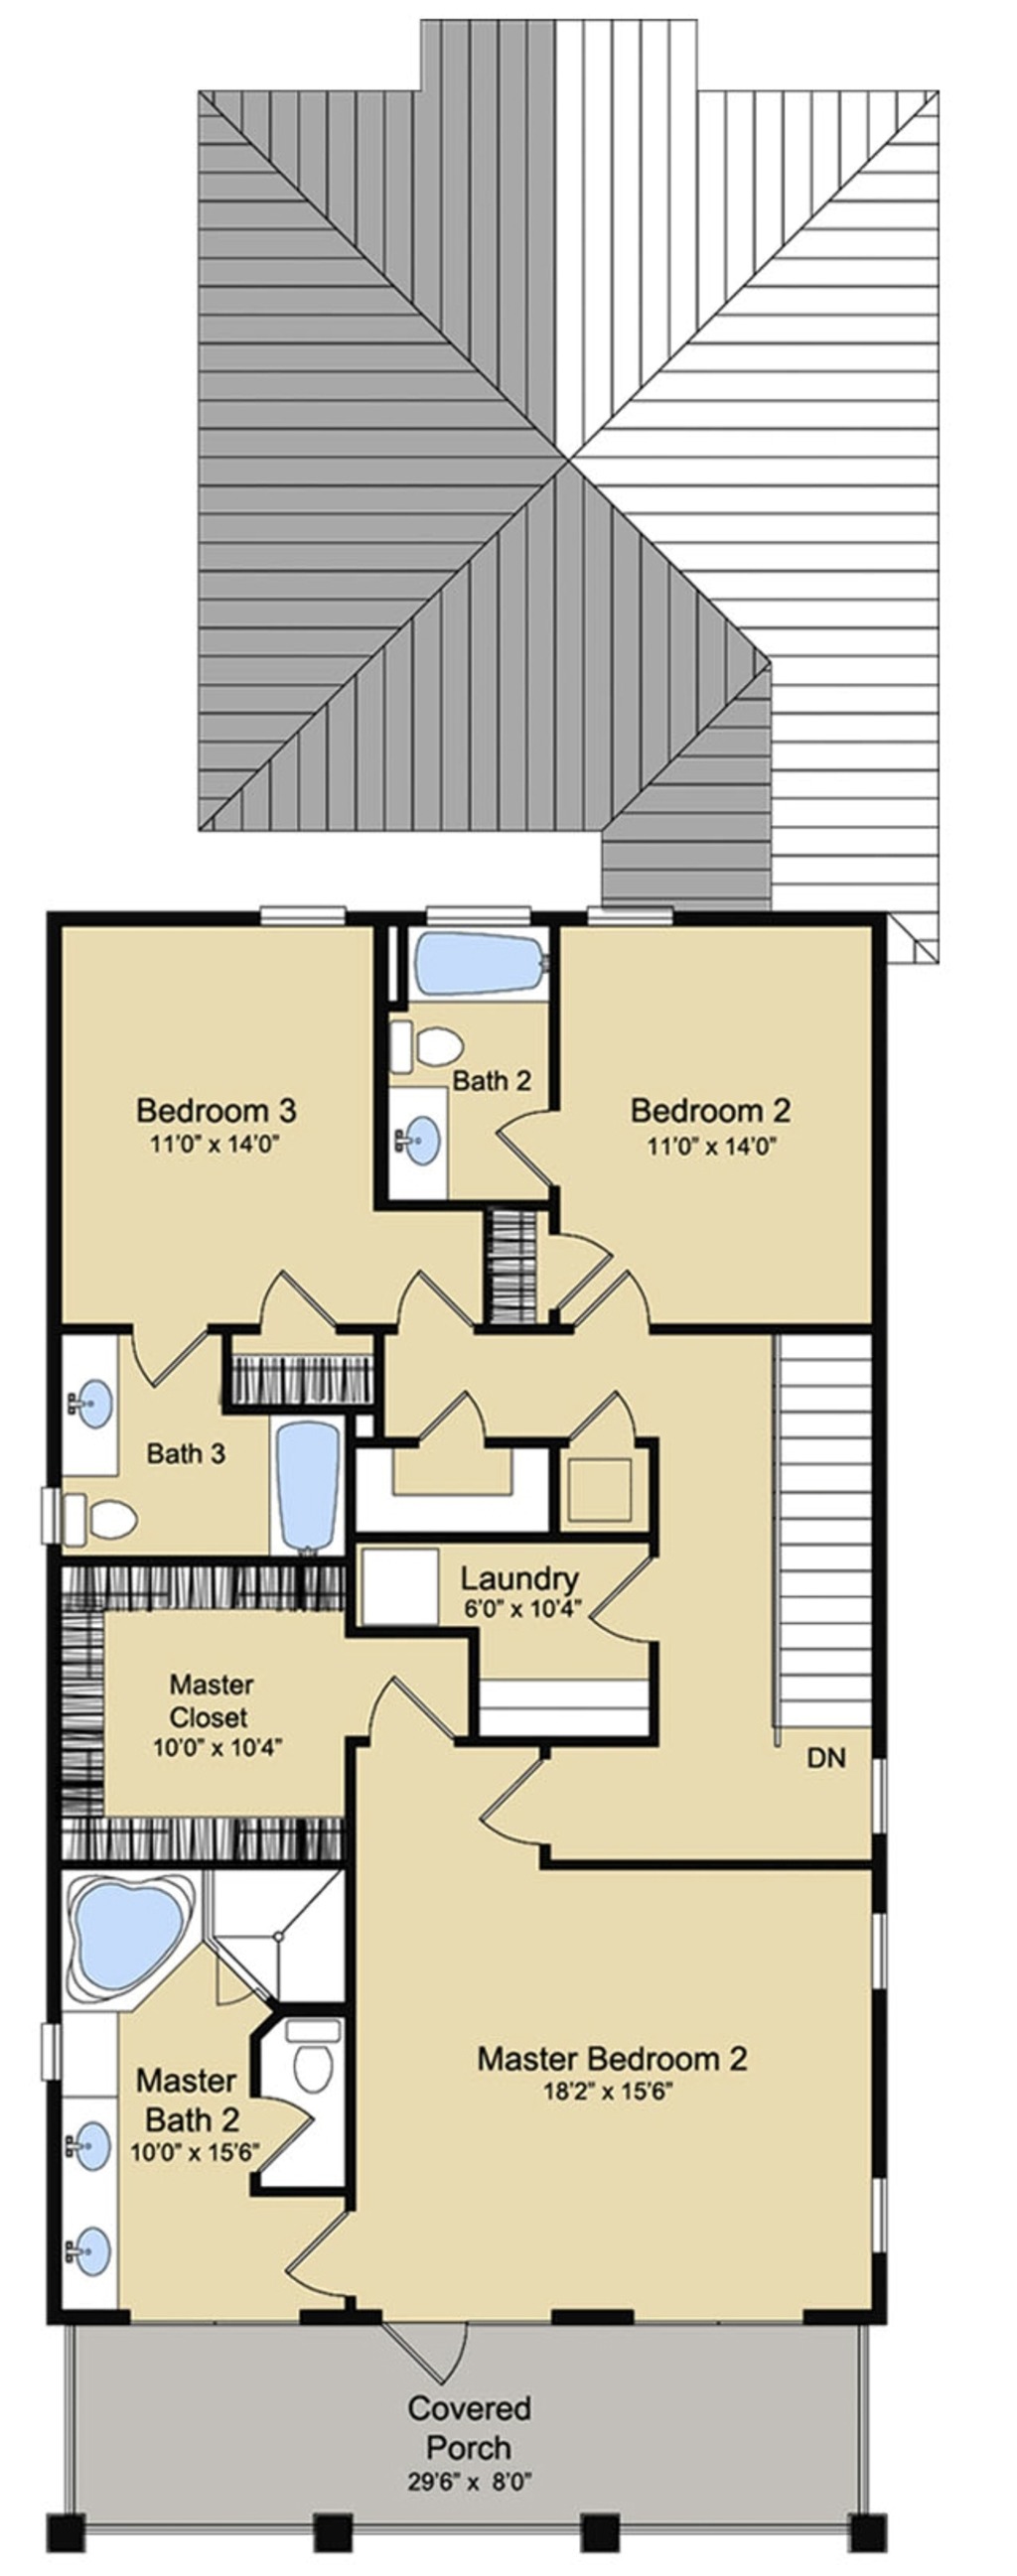 Bedroom 3
11'0" x 14'0"
Bath 2
Bedroom 2
11'0" x 14'0"
Bath 3
Laundry
6'0" x 10'4"
Master
Closet
10'0" x 10'4"
DN
Master Bedroom 2
18'2" x 15'6"
Master
Bath 2
10'0" x 15'6"
Covered
Porch
29'6" x 8'0"